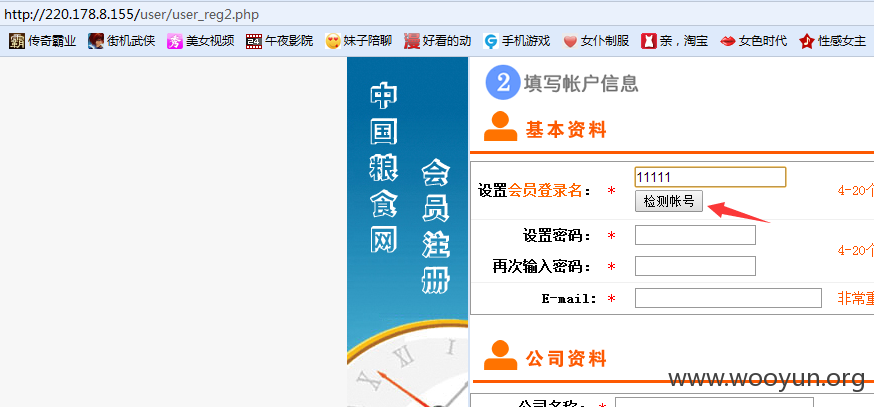 http://220.178.8.155/user/user_reg2.php
传奇霸业 街机武侠 美女视频 午夜影院 妹子陪聊 好看的动 手机游戏 女仆制服 亲，淘宝 女色时代 性感女主
中国粮食网
会员注册
2 填写帐户信息
基本资料
设置会员登录名： * 11111 4-20个
检测帐号
设置密码： *
4-20个
再次输入密码： *
E-mail: * 非常重
公司资料
www.wooyun.org
公司名称： *